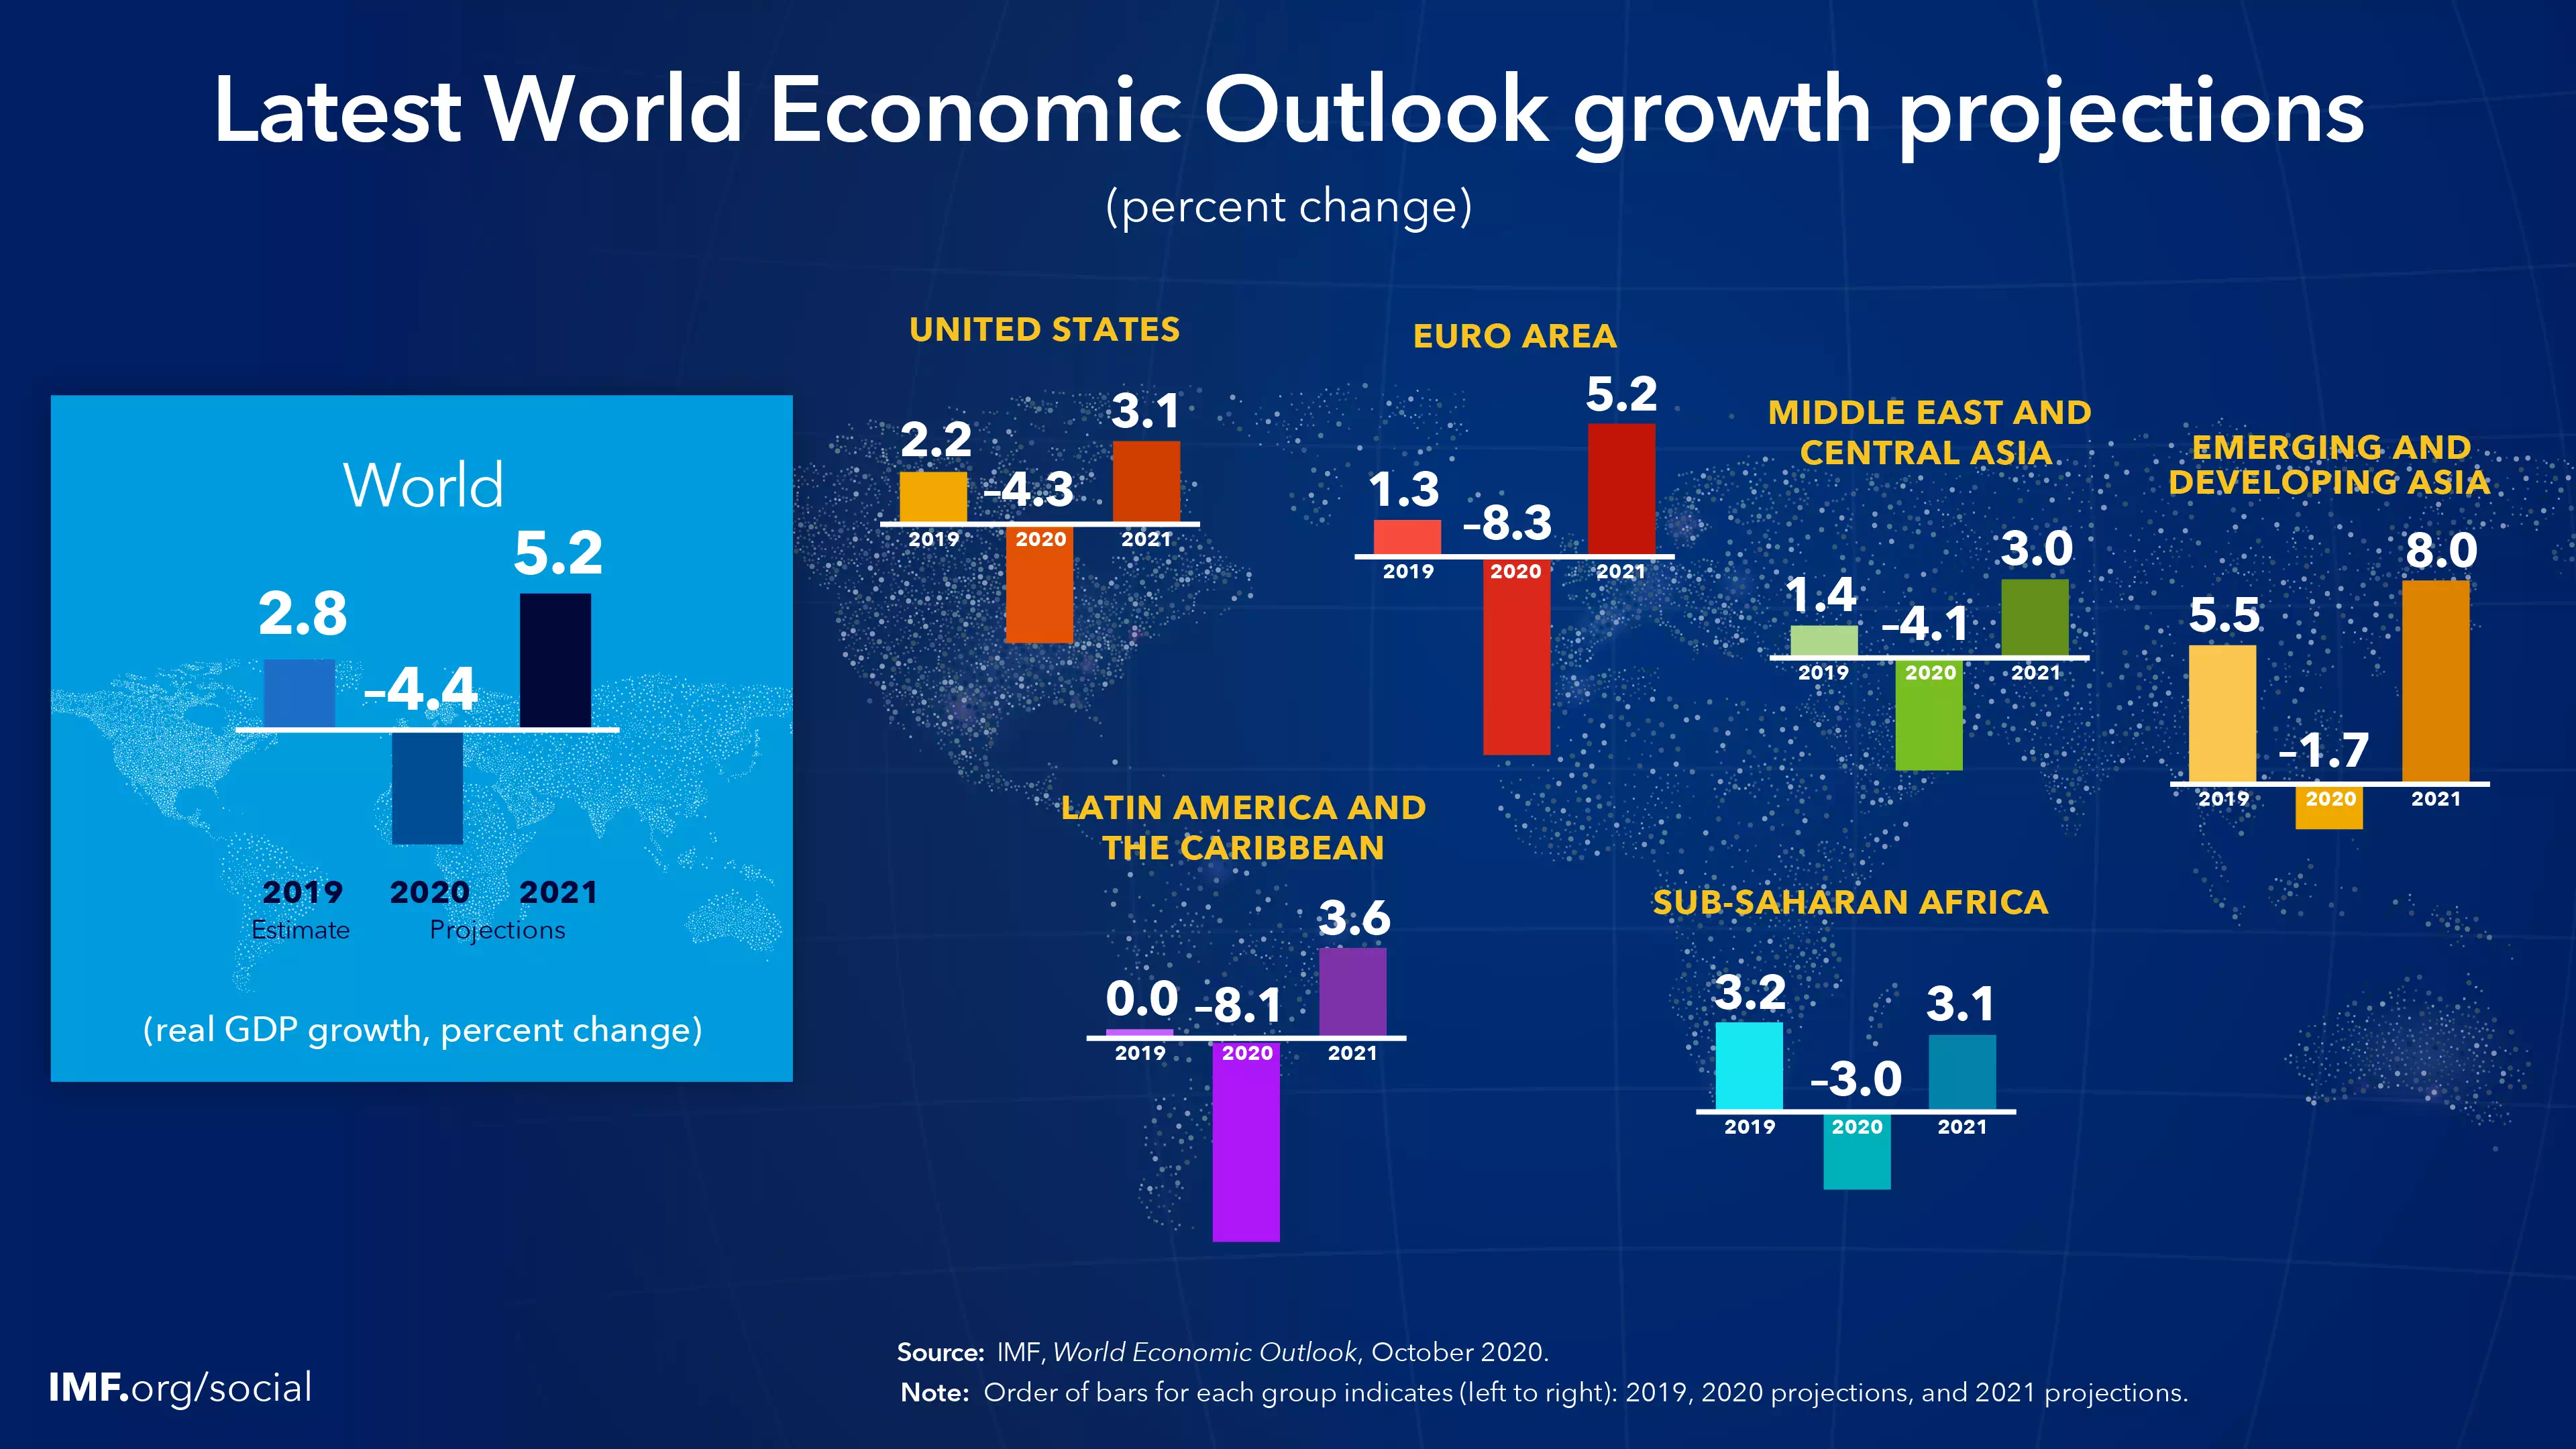 Latest World Economic Outlook growth projections
(percent change)
World
2.8
–4.4
5.2
2019 2020 2021
Estimate Projections
(real GDP growth, percent change)
UNITED STATES
2.2
–4.3
3.1
2019 2020 2021
EURO AREA
1.3
–8.3
5.2
2019 2020 2021
MIDDLE EAST AND
CENTRAL ASIA
1.4
–4.1
3.0
2019 2020 2021
EMERGING AND
DEVELOPING ASIA
5.5
–1.7
8.0
2019 2020 2021
LATIN AMERICA AND
THE CARIBBEAN
0.0
–8.1
3.6
2019 2020 2021
SUB-SAHARAN AFRICA
3.2
–3.0
3.1
2019 2020 2021
IMF.org/social
Source: IMF, World Economic Outlook, October 2020.
Note: Order of bars for each group indicates (left to right): 2019, 2020 projections, and 2021 projections.